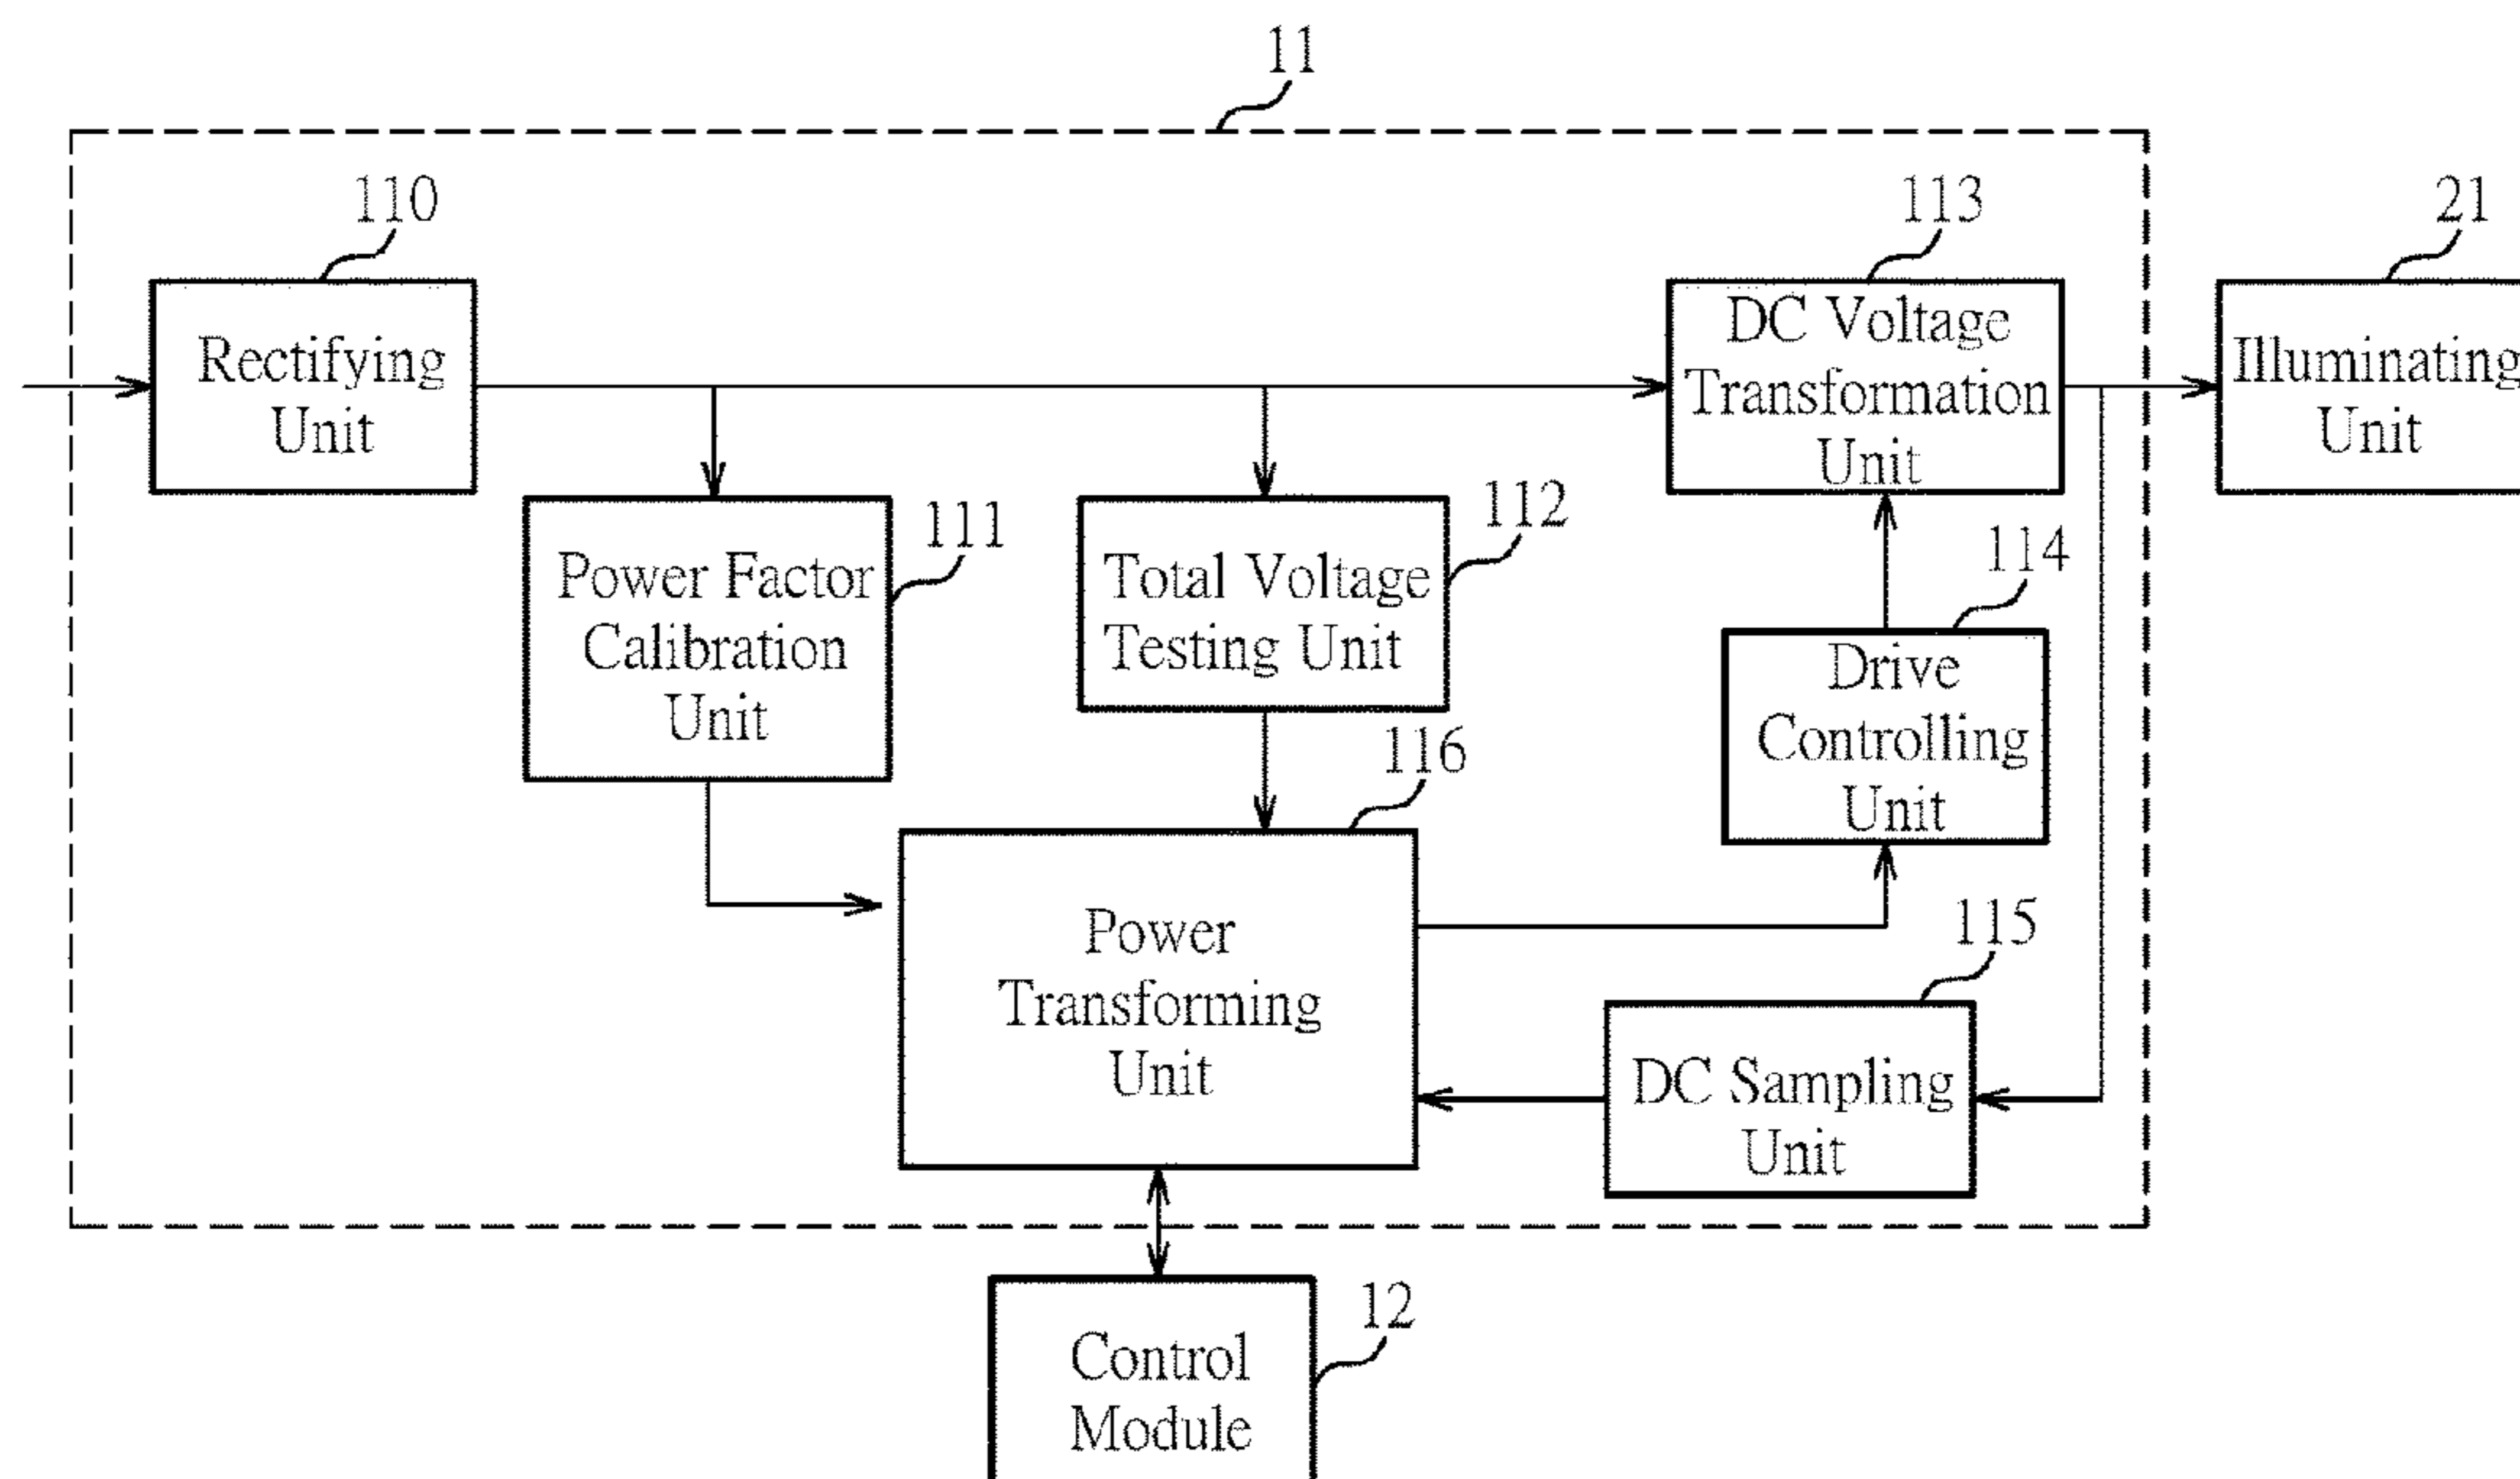 11
110
113
21
Rectifying
Unit
DC Voltage
Transformation
Unit
Illuminating
Unit
111
112
114
Power Factor
Calibration
Unit
Total Voltage
Testing Unit
Drive
Controlling
Unit
116
115
Power
Transforming
Unit
DC Sampling
Unit
12
Control
Module